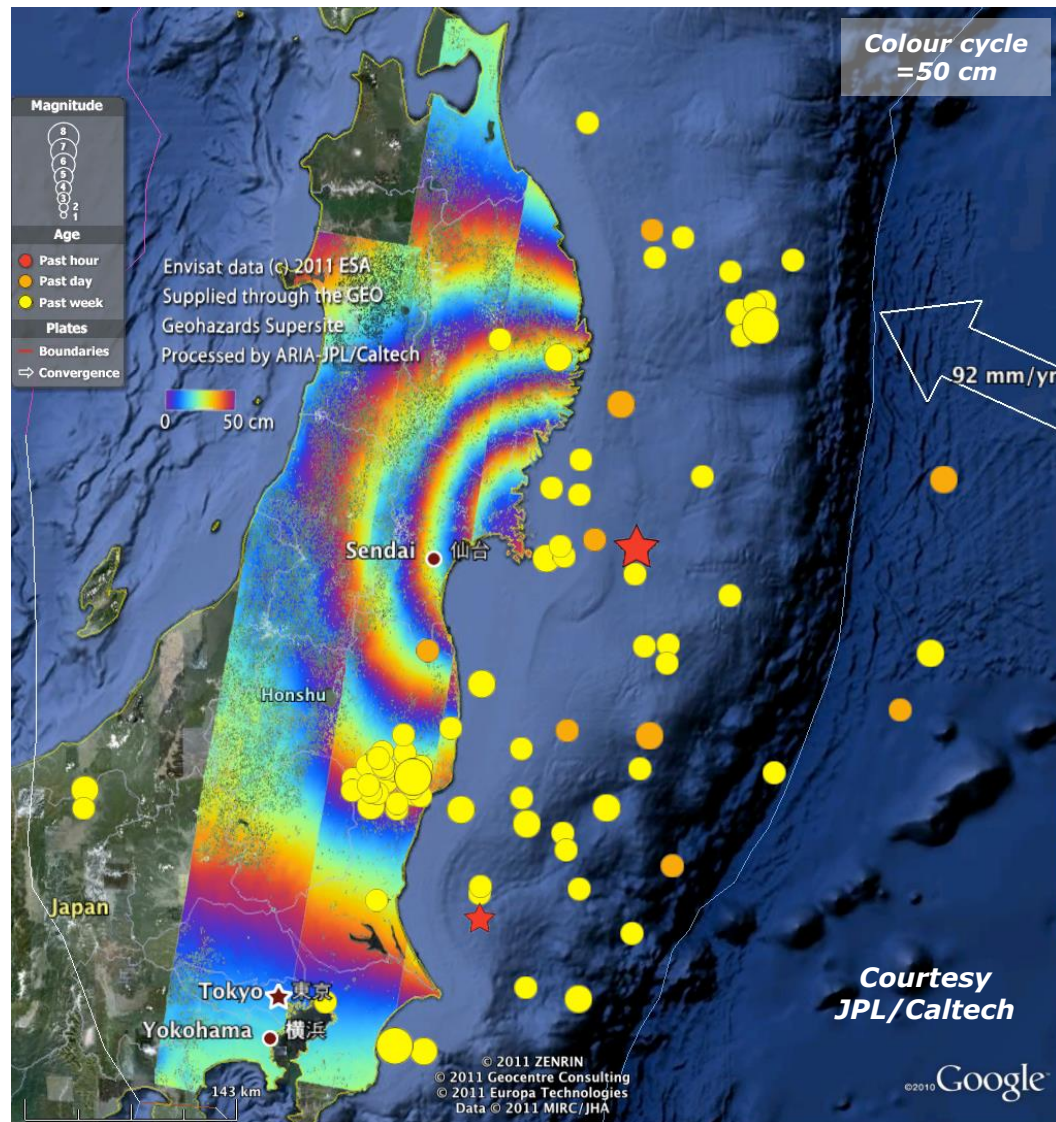 Colour cycle
=50 cm
Magnitude
8
7
6
5
4
3
2
1
Age
Past hour
Past day
Past week
Plates
Boundaries
Convergence
Envisat data (c) 2011 ESA
Supplied through the GEO
Geohazards Supersite
Processed by ARIA-JPL/Caltech
0 50 cm
92 mm/yr
Sendai 仙台
Honshu
Japan
Tokyo 東京
Yokohama 横浜
143 km
Courtesy
JPL/Caltech
© 2011 ZENRIN
© 2011 Geocentre Consulting
© 2011 Europa Technologies
Data © 2011 MIRC/JHA
©2010 Google